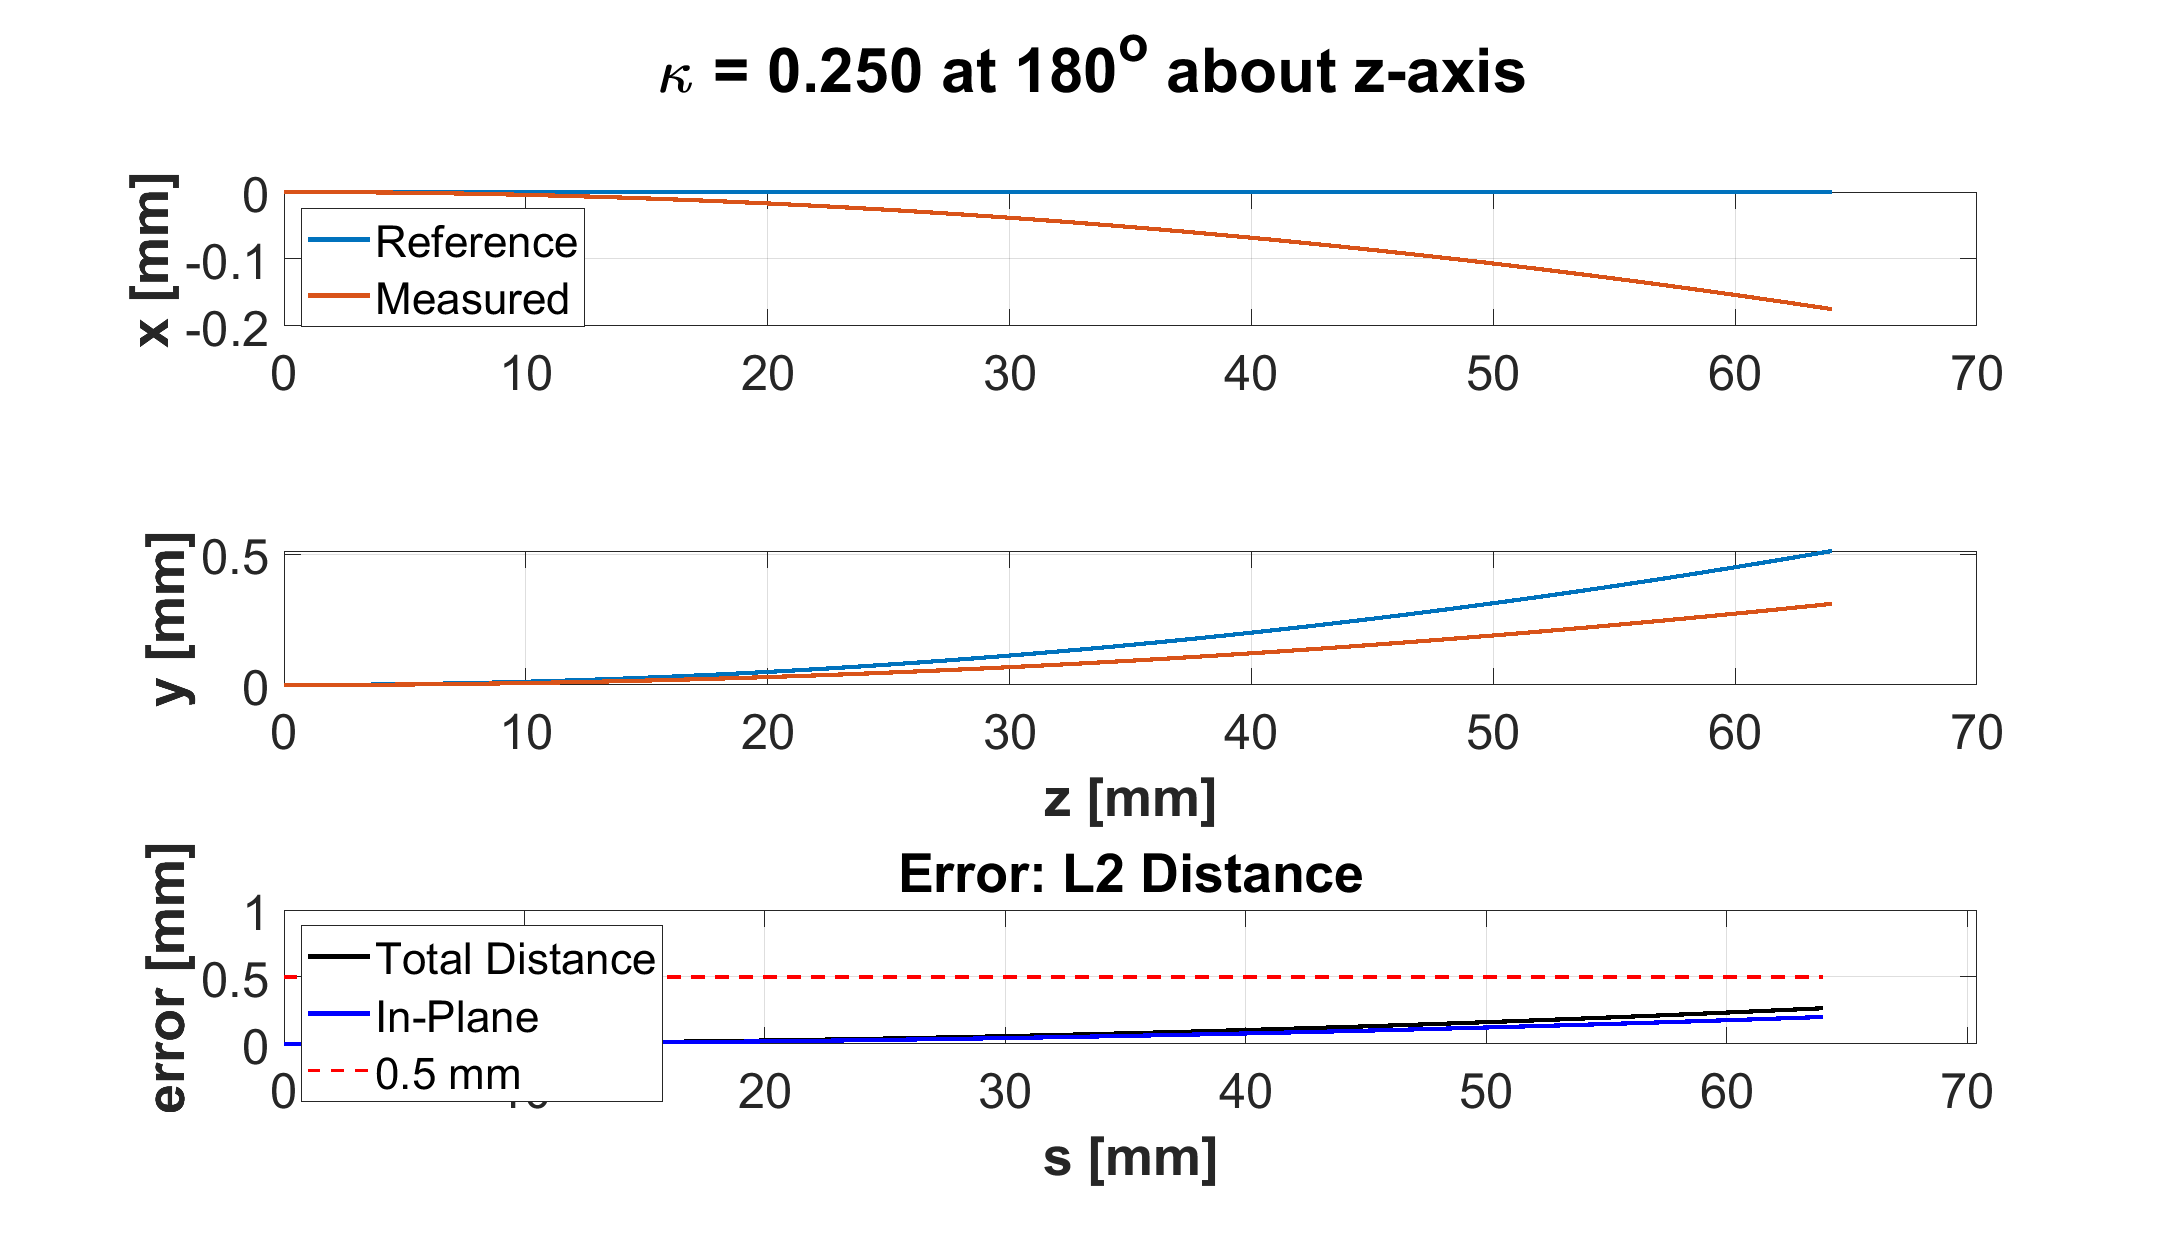 κ = 0.250 at 180° about z-axis
x [mm]
0
-0.1
-0.2
Reference
Measured
0 10 20 30 40 50 60 70
y [mm]
0.5
0
0 10 20 30 40 50 60 70
z [mm]
Error: L2 Distance
error [mm]
1
0.5
0
Total Distance
In-Plane
0.5 mm
0 20 30 40 50 60 70
s [mm]